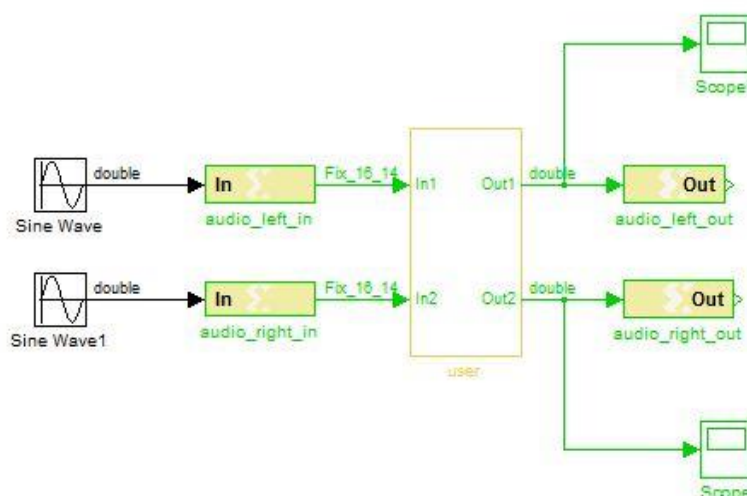 Scope
double
Fix_16_14
In1
Out1
double
In
Out
Sine Wave
audio_left_in
audio_left_out
double
Fix_16_14
In2
Out2
double
In
Out
Sine Wave1
audio_right_in
audio_right_out
user
Scope